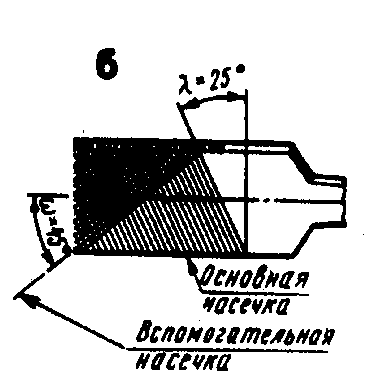 б
λ = 25°
Основная
насечка
Вспомогательная
насечка